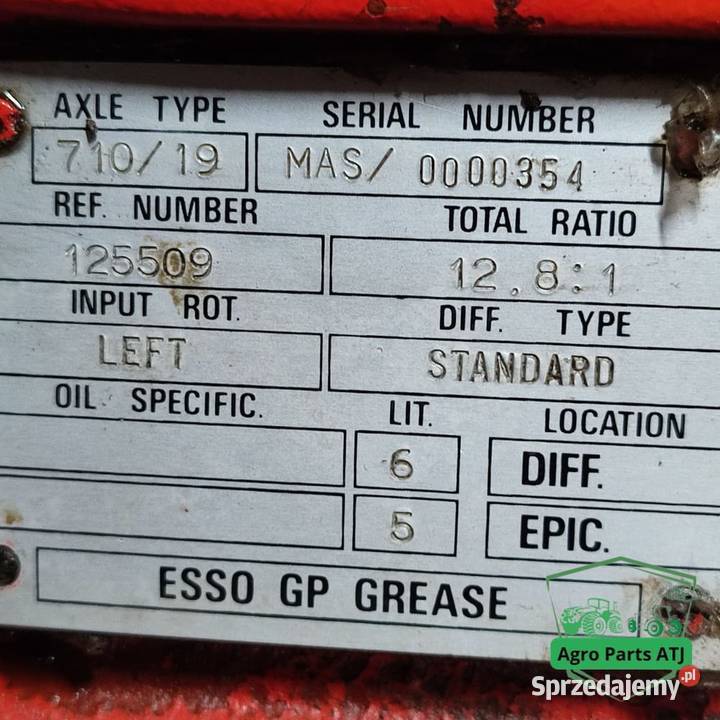 AXLE TYPE SERIAL NUMBER
710/19 MAS/ 0000354
REF. NUMBER TOTAL RATIO
125509 12.8:1
INPUT ROT. DIFF. TYPE
LEFT STANDARD
OIL SPECIFIC. LIT. LOCATION
6 DIFF.
5 EPIC.
ESSO GP GREASE
Agro Parts ATJ
Sprzedajemy.pl